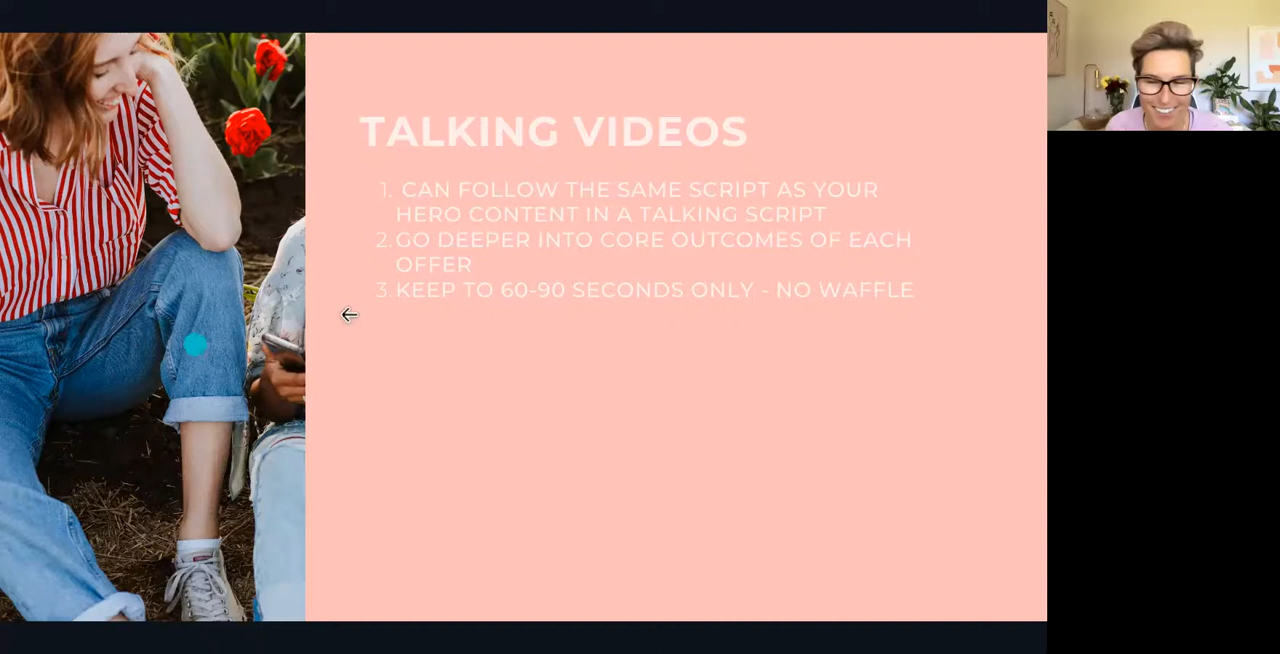 TALKING VIDEOS
1. CAN FOLLOW THE SAME SCRIPT AS YOUR
HERO CONTENT IN A TALKING SCRIPT
2. GO DEEPER INTO CORE OUTCOMES OF EACH
OFFER
3. KEEP TO 60-90 SECONDS ONLY - NO WAFFLE